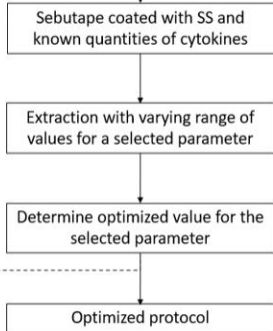 Sebutape coated with SS and
known quantities of cytokines
Extraction with varying range of
values for a selected parameter
Determine optimized value for the
selected parameter
Optimized protocol